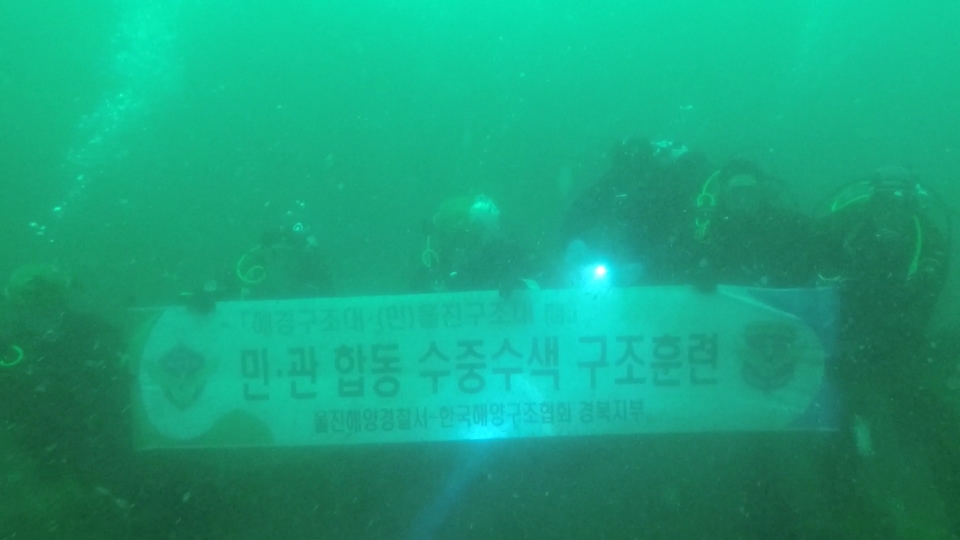 「해경구조대-(민)울진구조대
민·관 합동 수중수색 구조훈련
울진해양경찰서-한국해양구조협회 경북지부